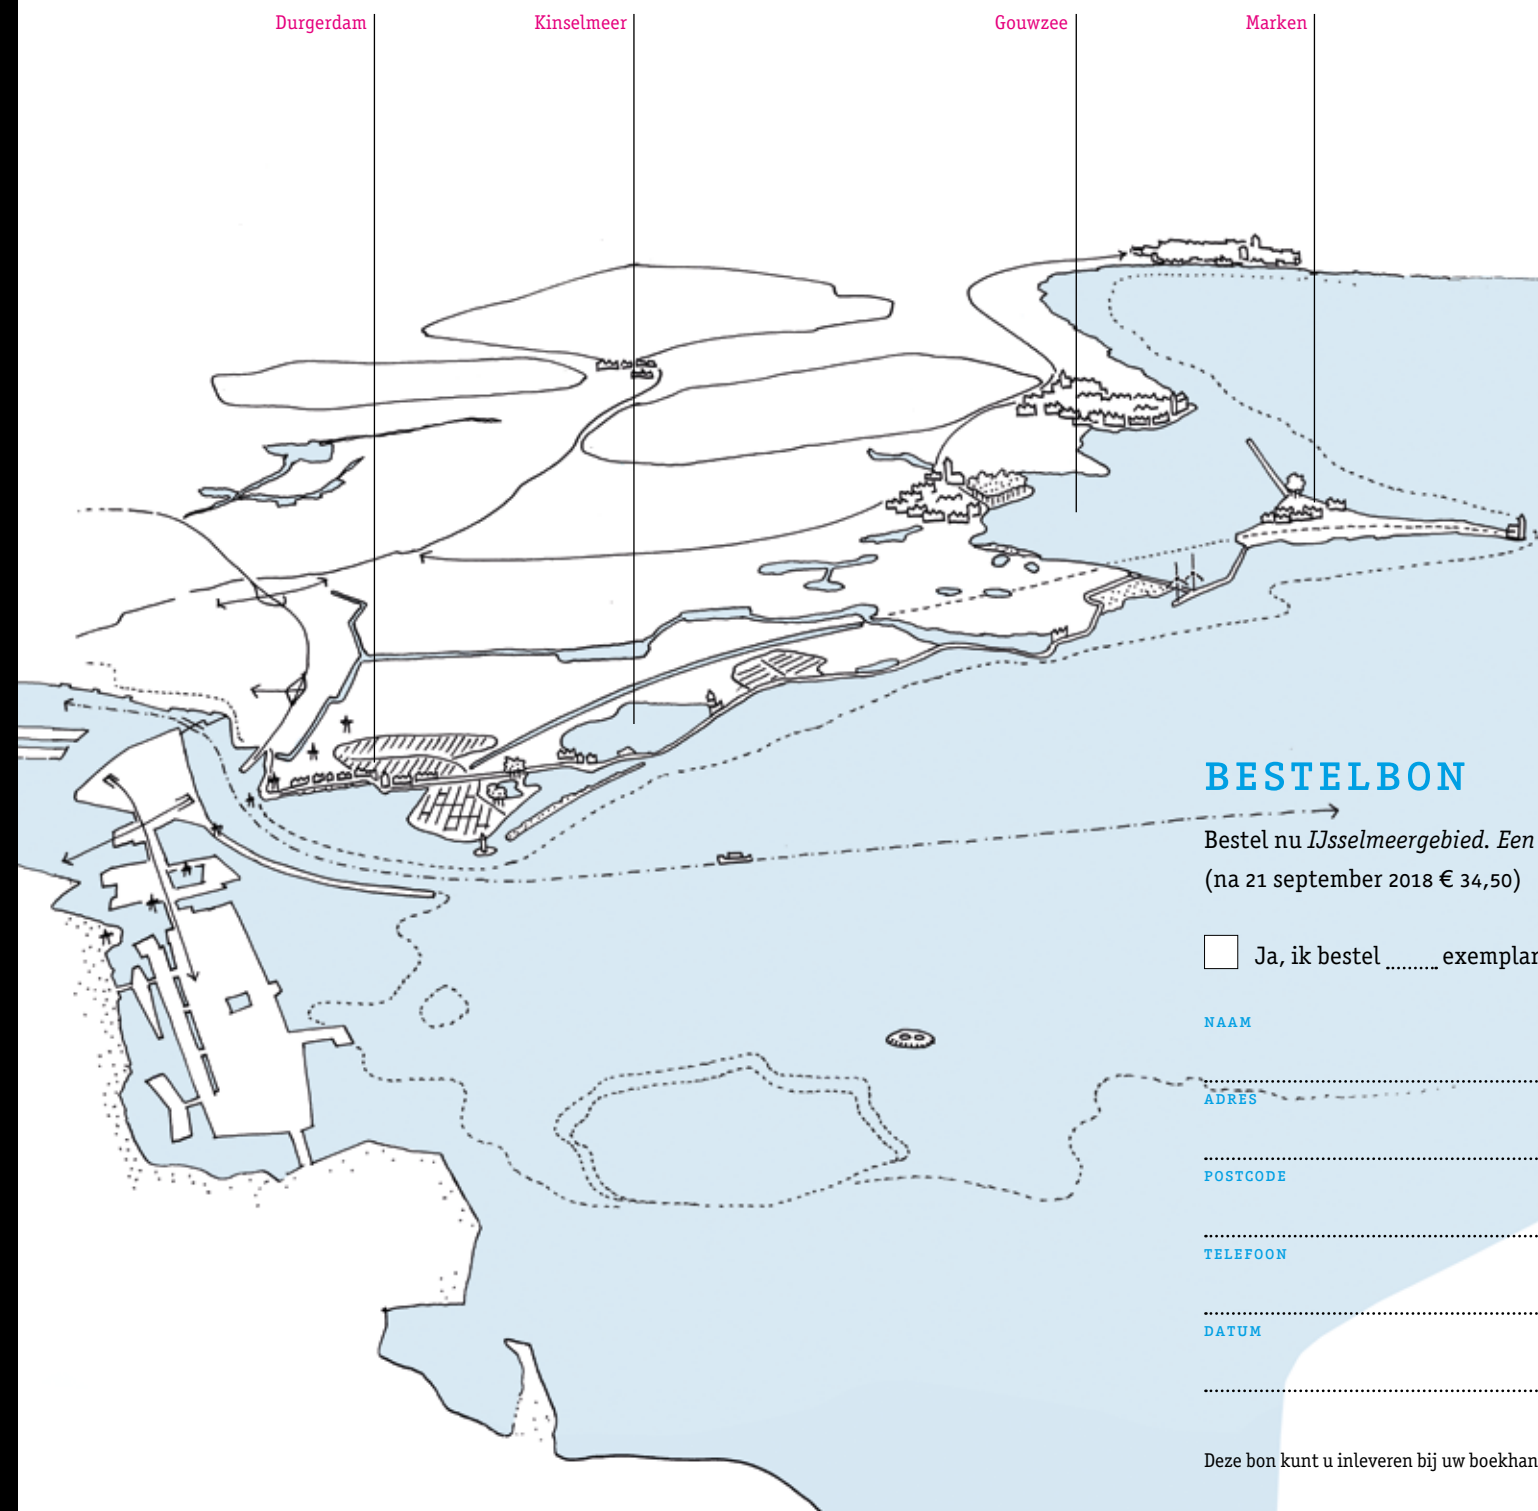 Durgerdam
Kinselmeer
Gouwzee
Marken
BESTELBON
Bestel nu IJsselmeergebied. Een
(na 21 september 2018 € 34,50)
Ja, ik bestel ........ exemplar
NAAM
ADRES
POSTCODE
TELEFOON
DATUM
Deze bon kunt u inleveren bij uw boekhan